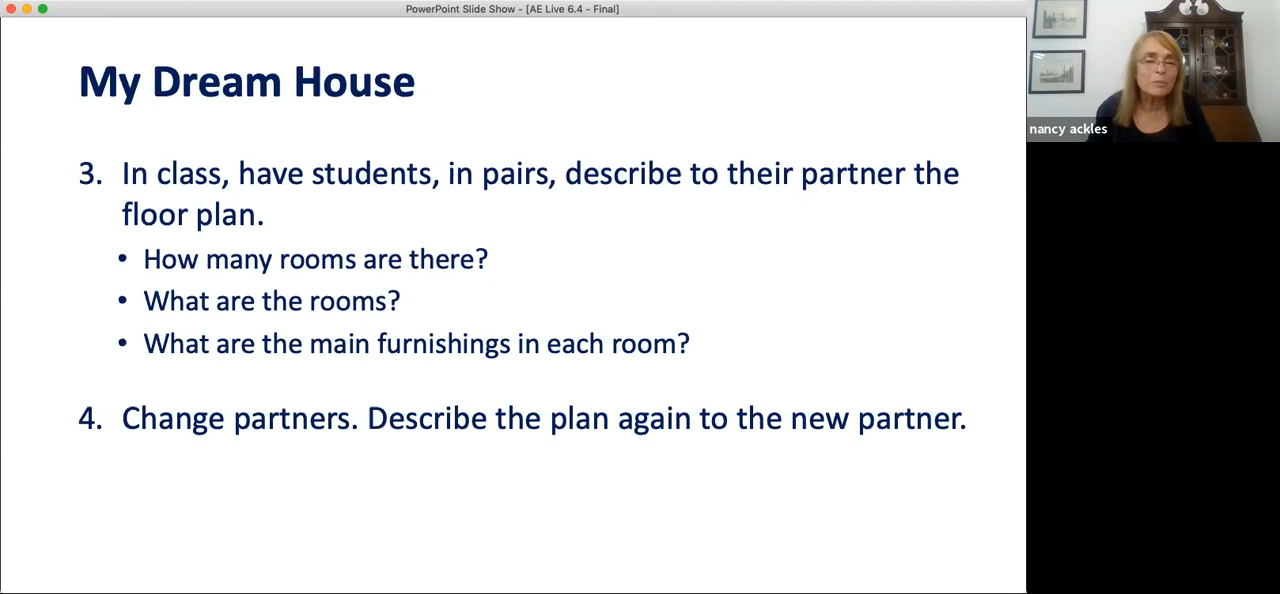 PowerPoint Slide Show - [AE Live 6.4 - Final]
My Dream House
3. In class, have students, in pairs, describe to their partner the
floor plan.
• How many rooms are there?
• What are the rooms?
• What are the main furnishings in each room?
4. Change partners. Describe the plan again to the new partner.
nancy ackles